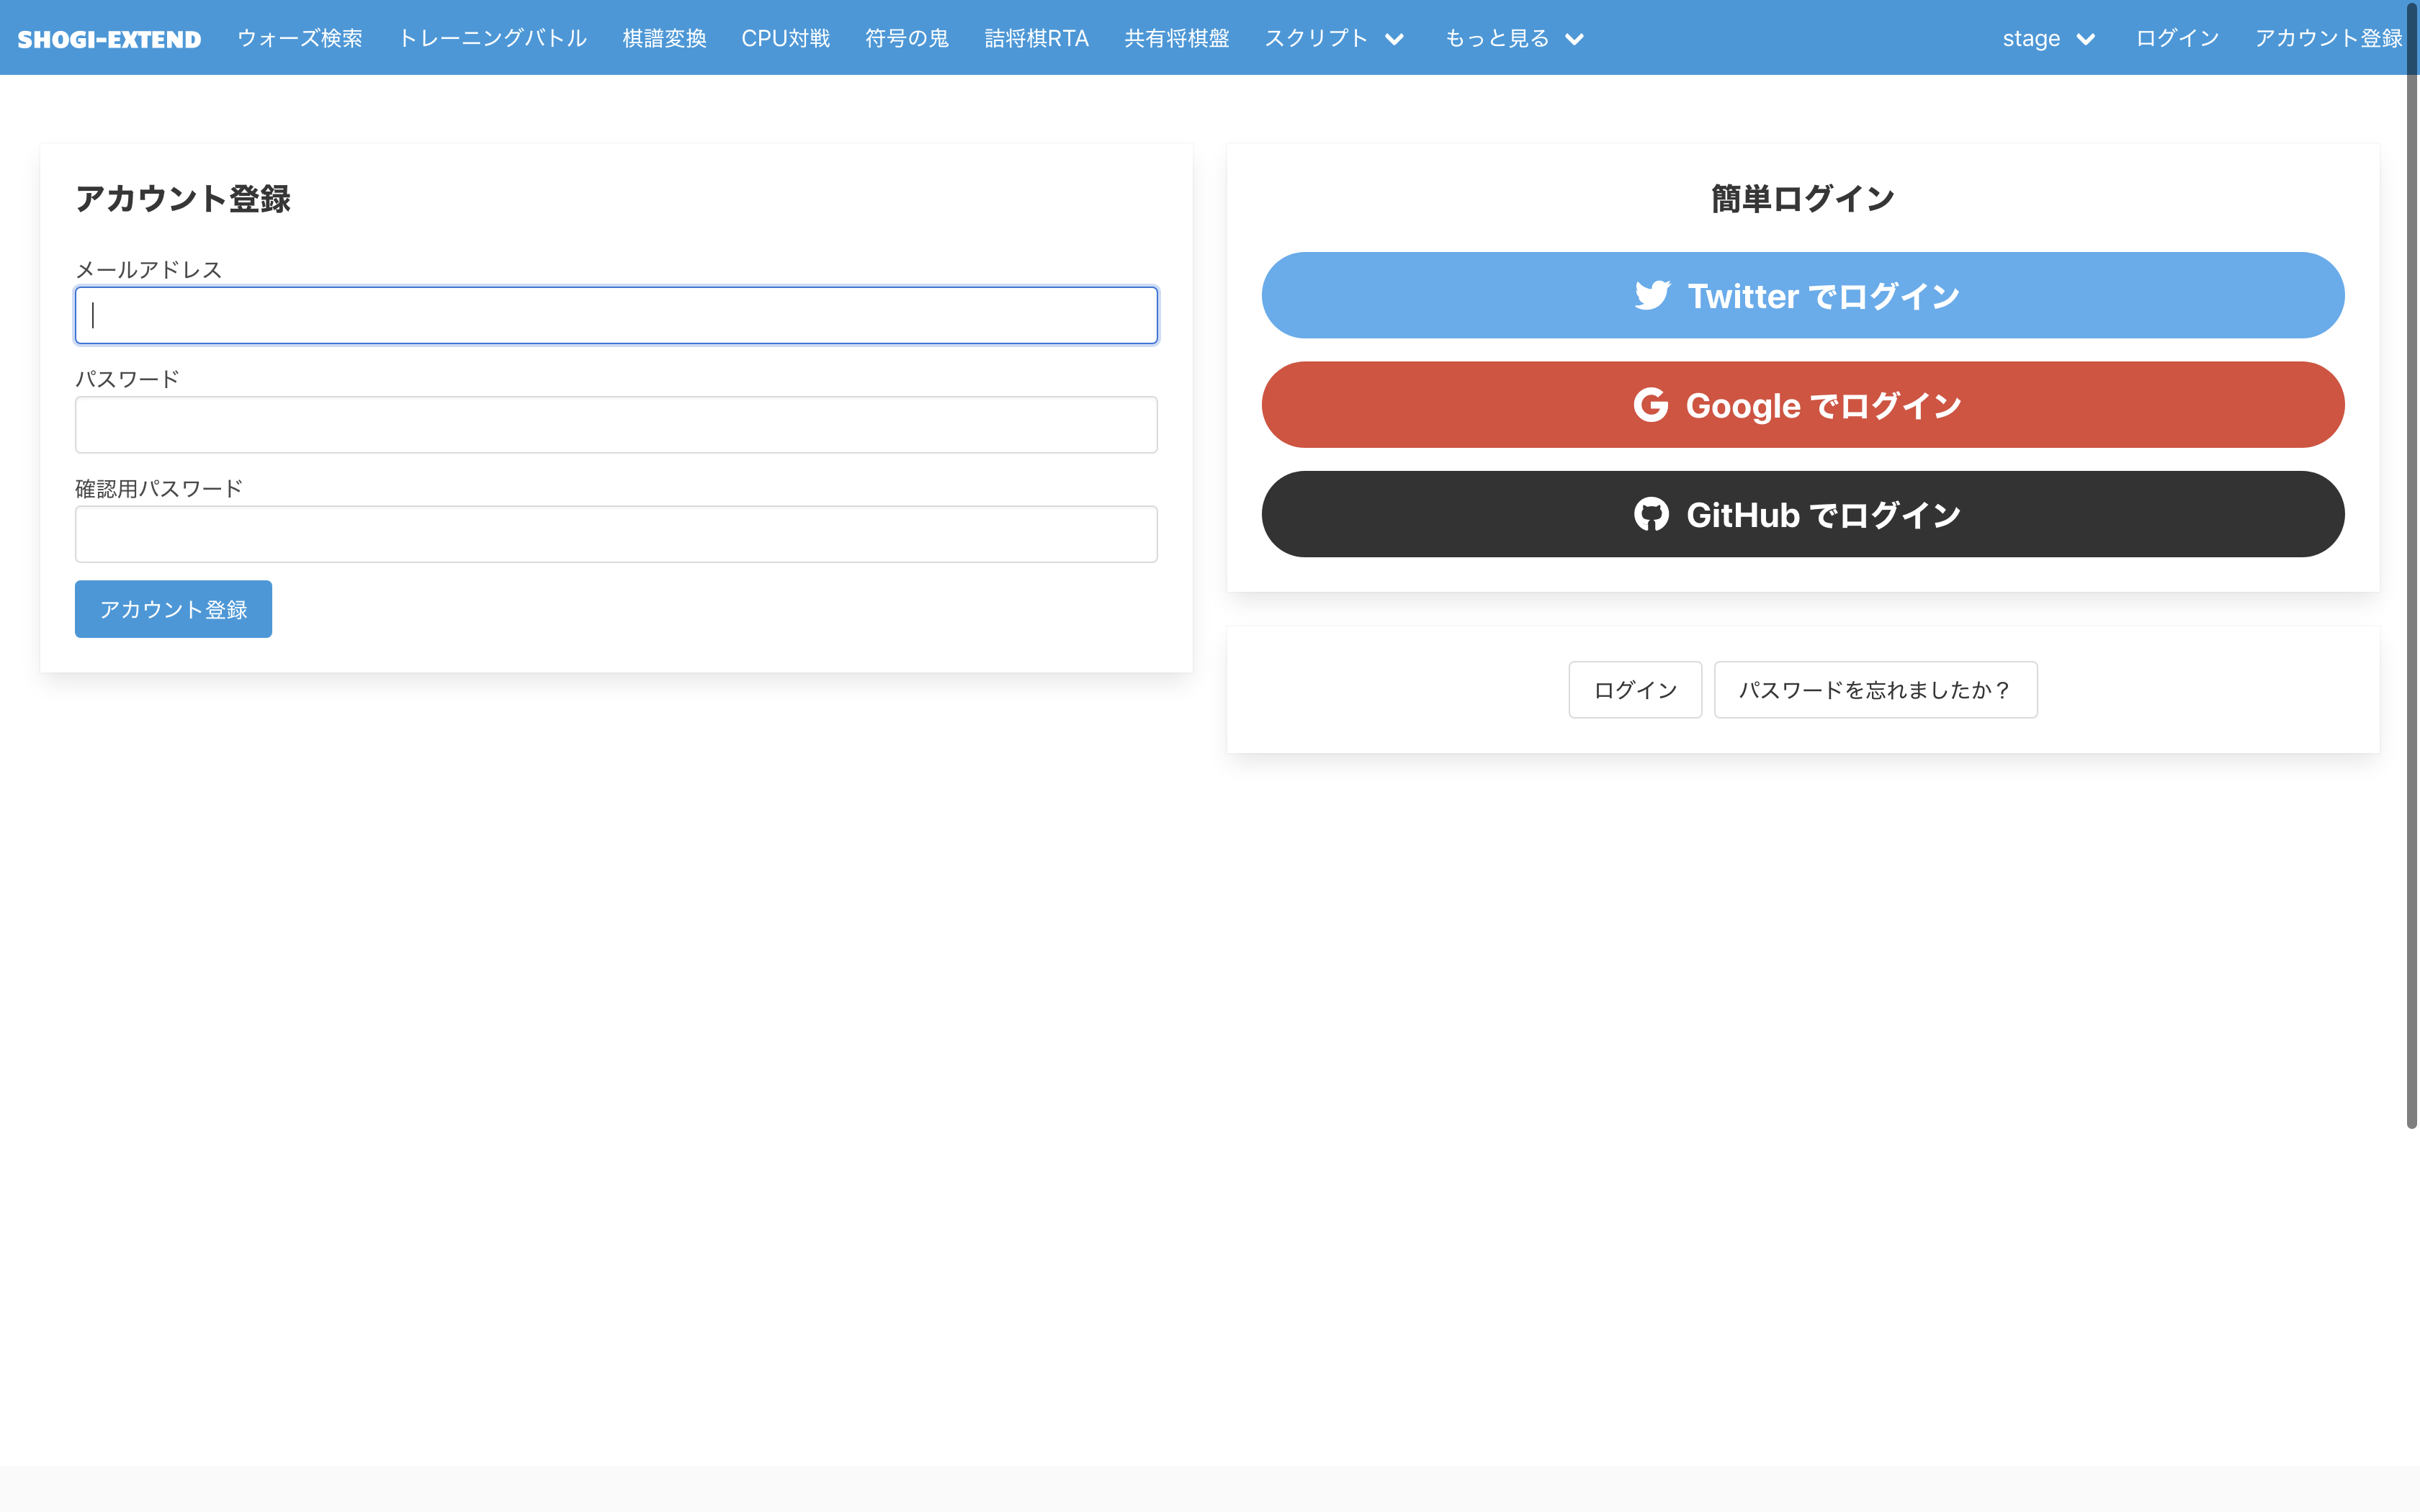 SHOGI-EXTEND ウォーズ検索 トレーニングバトル 棋譜変換 CPU対戦 符号の鬼 詰将棋RTA 共有将棋盤 スクリプト もっと見る stage ログイン アカウント登録
アカウント登録
メールアドレス
パスワード
確認用パスワード
アカウント登録
簡単ログイン
Twitter でログイン
Google でログイン
GitHub でログイン
ログイン パスワードを忘れましたか？